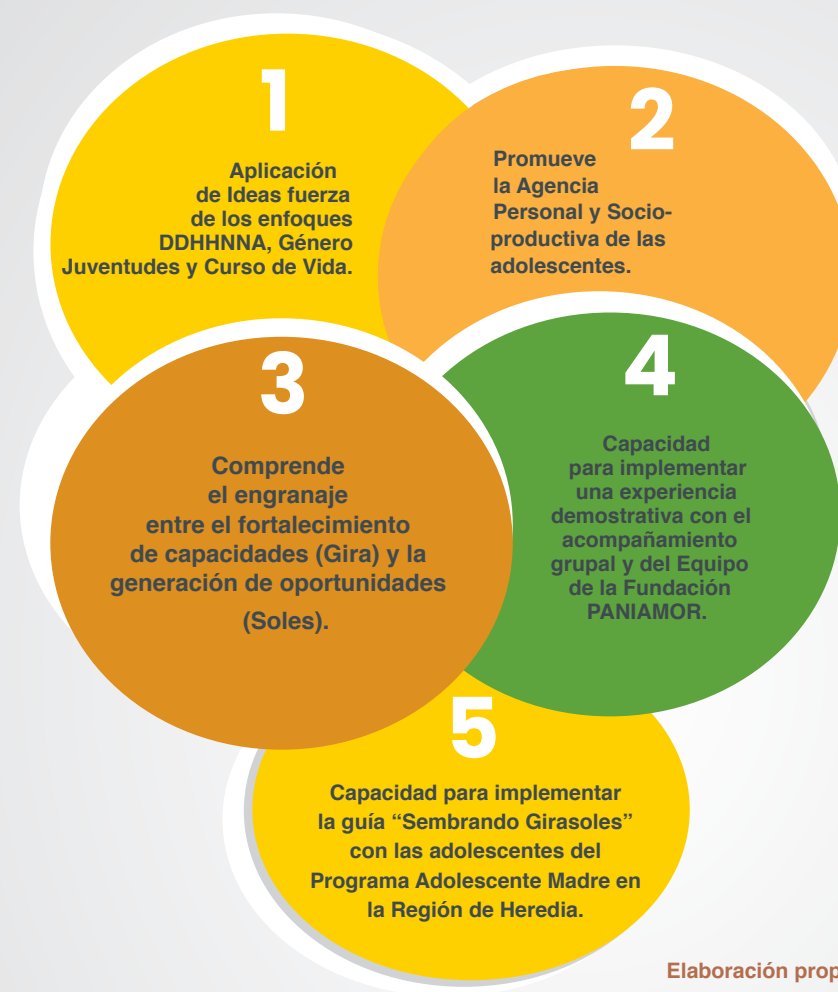 1
Aplicación
de Ideas fuerza
de los enfoques
DDHHNNA, Género
Juventudes y Curso de Vida.
2
Promueve
la Agencia
Personal y Socio-
productiva de las
adolescentes.
3
Comprende
el engranaje
entre el fortalecimiento
de capacidades (Gira) y la
generación de oportunidades
(Soles).
4
Capacidad
para implementar
una experiencia
demostrativa con el
acompañamiento
grupal y del Equipo
de la Fundación
PANIAMOR.
5
Capacidad para implementar
la guía “Sembrando Girasoles”
con las adolescentes del
Programa Adolescente Madre en
la Región de Heredia.
Elaboración